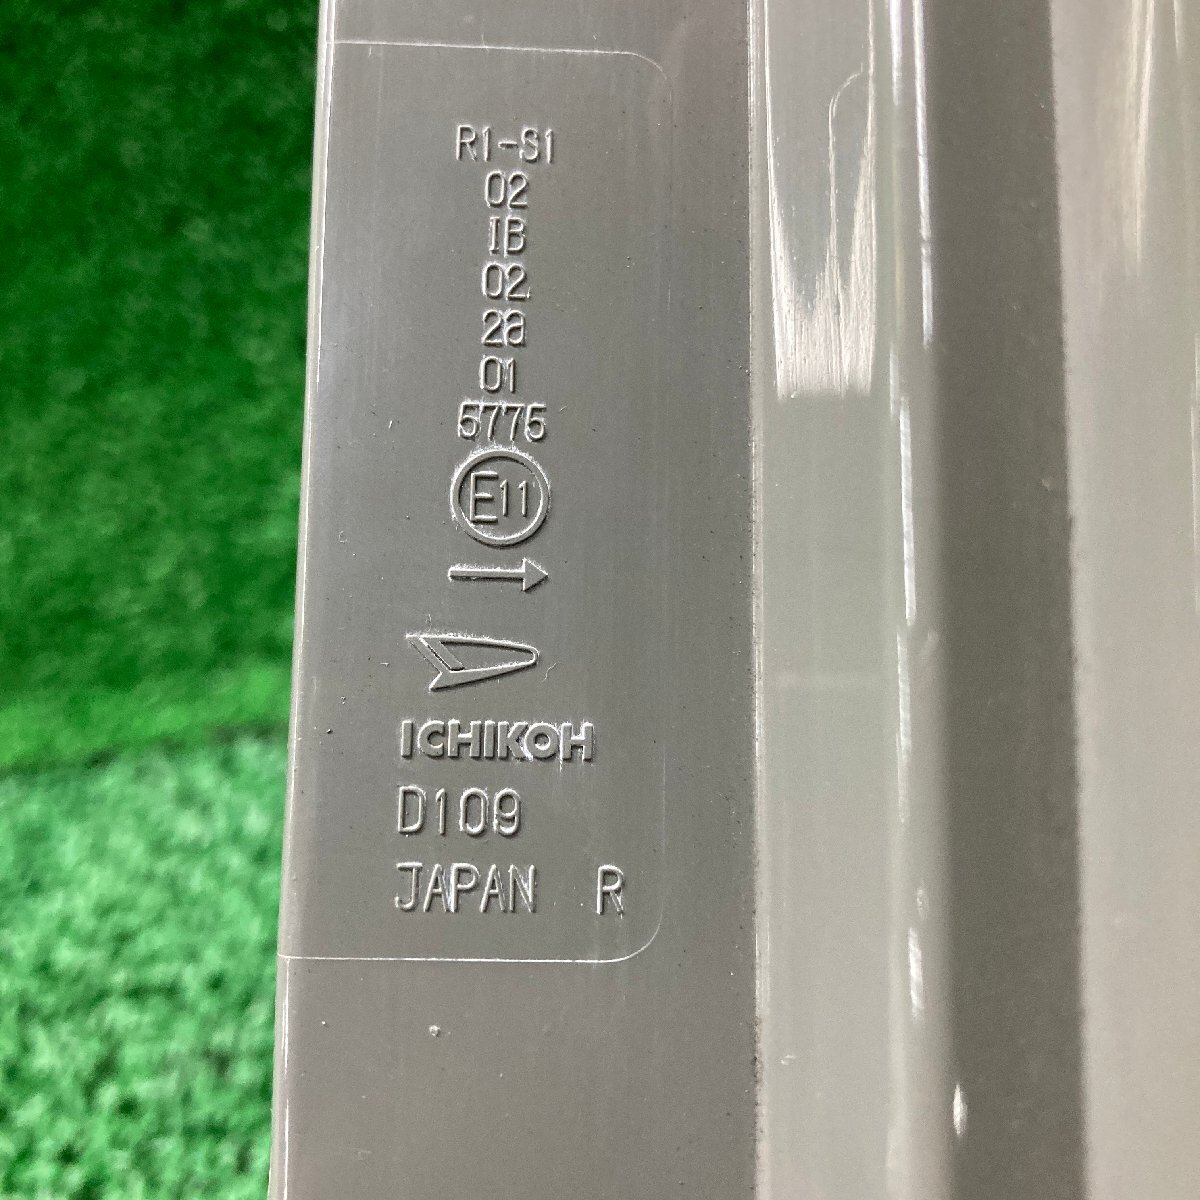 R1-S1
02
IB
02
2a
01
5775
E11
ICHIKOH
D109
JAPAN R